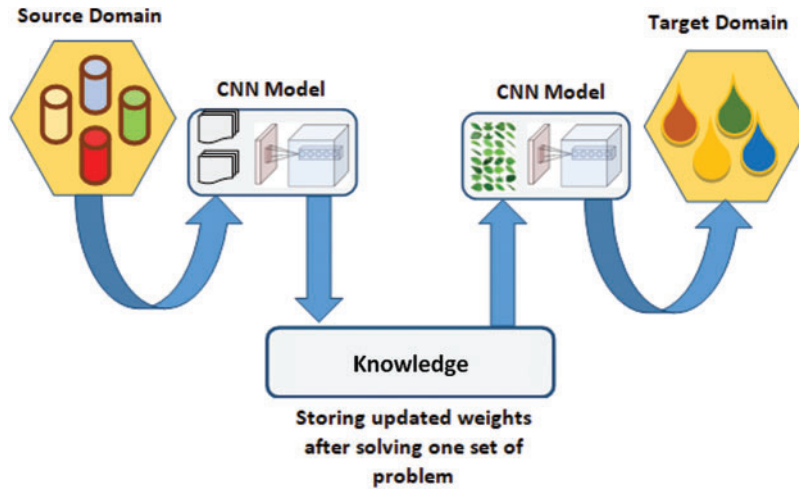 Source Domain
Target Domain
CNN Model
CNN Model
Knowledge
Storing updated weights
after solving one set of
problem